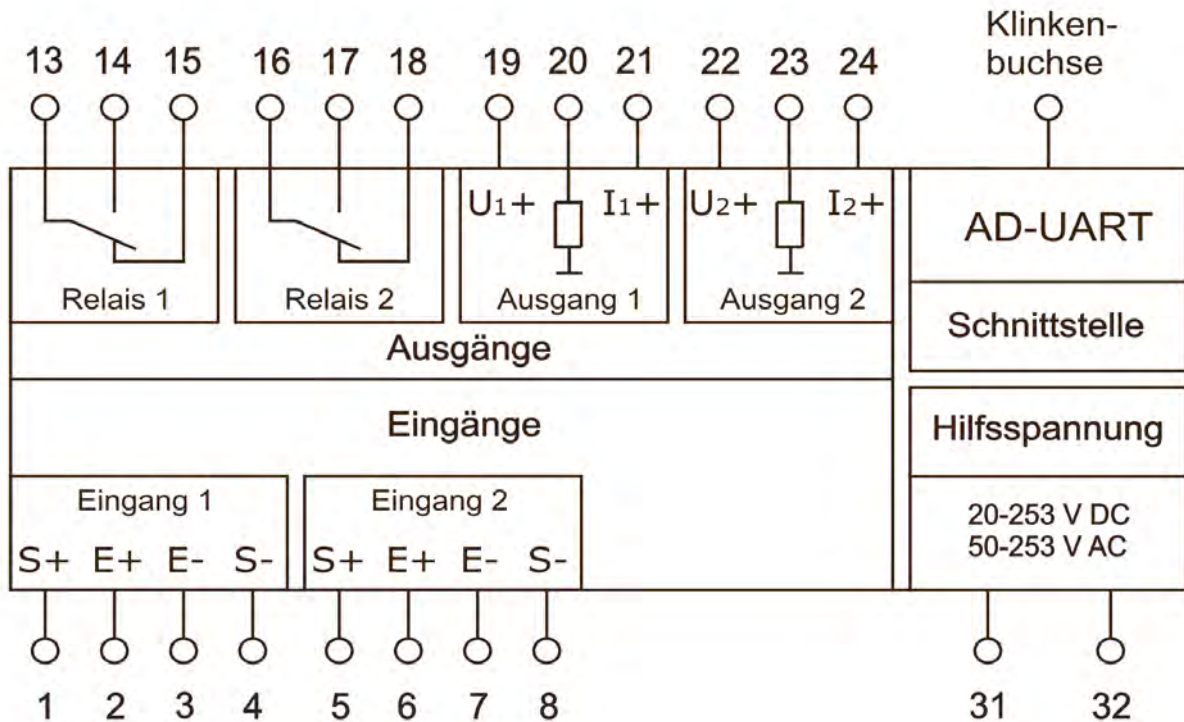 Klinken-
buchse
13 14 15 16 17 18 19 20 21 22 23 24
U1+ I1+ U2+ I2+
Relais 1 Relais 2 Ausgang 1 Ausgang 2
AD-UART
Schnittstelle
Ausgänge
Eingänge
Hilfsspannung
20-253 V DC
50-253 V AC
Eingang 1 Eingang 2
S+ E+ E- S- S+ E+ E- S-
1 2 3 4 5 6 7 8 31 32